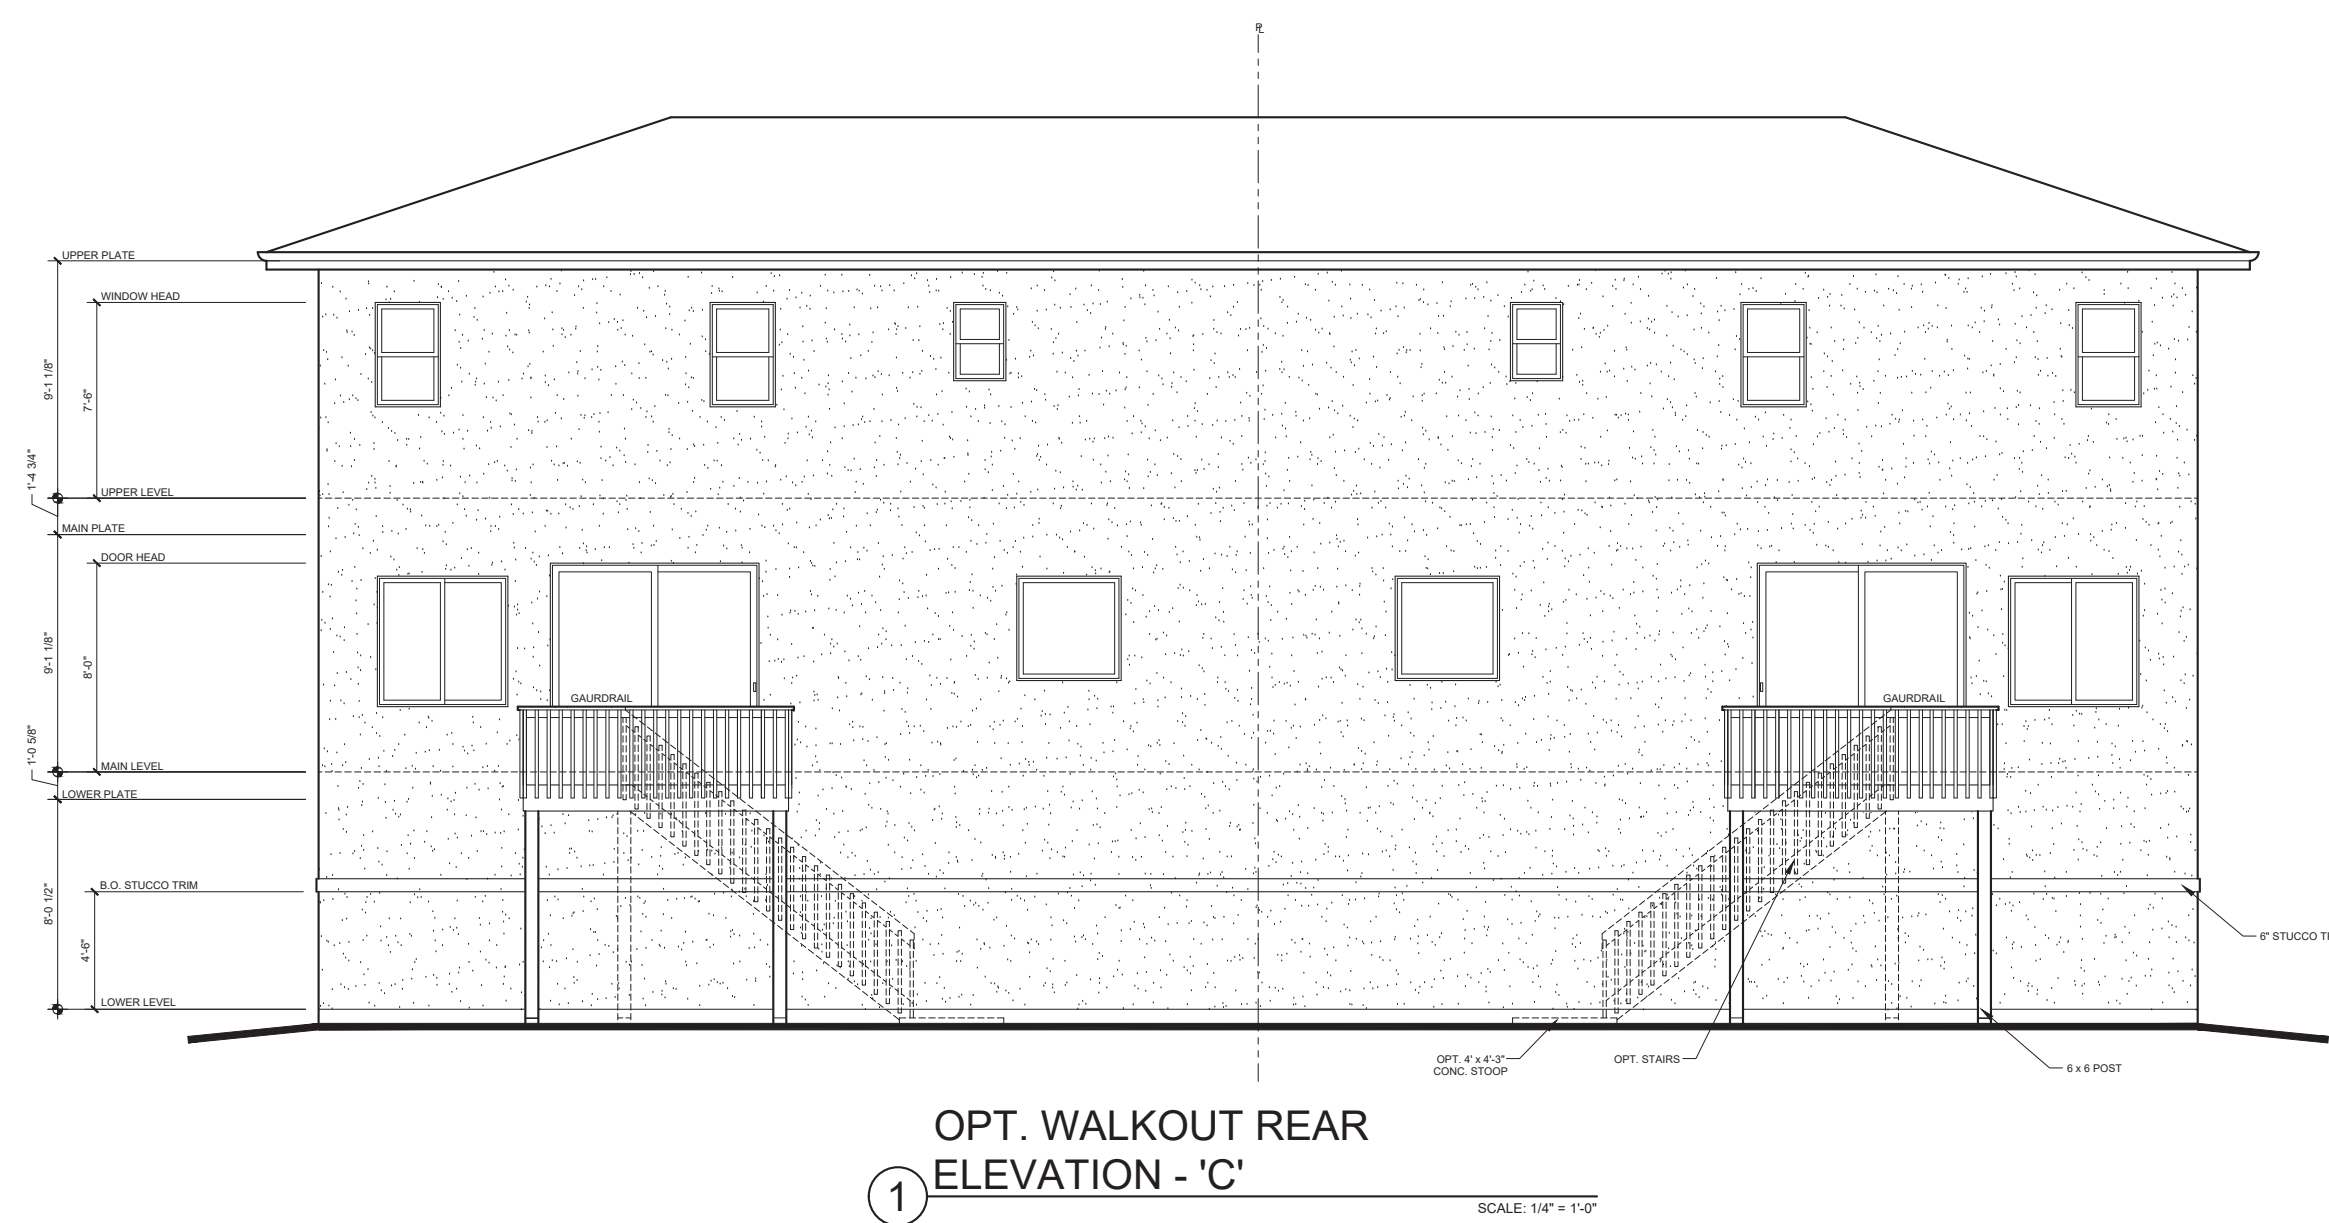 PL
UPPER PLATE
WINDOW HEAD
9'-1 1/8"
7'-6"
1'-4 3/4"
UPPER LEVEL
MAIN PLATE
DOOR HEAD
9'-1 1/8"
8'-0"
GAURDRAIL
GAURDRAIL
1'-0 5/8"
MAIN LEVEL
LOWER PLATE
B.O. STUCCO TRIM
8'-0 1/2"
4'-6"
6" STUCCO TI
LOWER LEVEL
OPT. 4' x 4'-3"
CONC. STOOP
OPT. STAIRS
6 x 6 POST
OPT. WALKOUT REAR
ELEVATION - 'C'
1
SCALE: 1/4" = 1'-0"